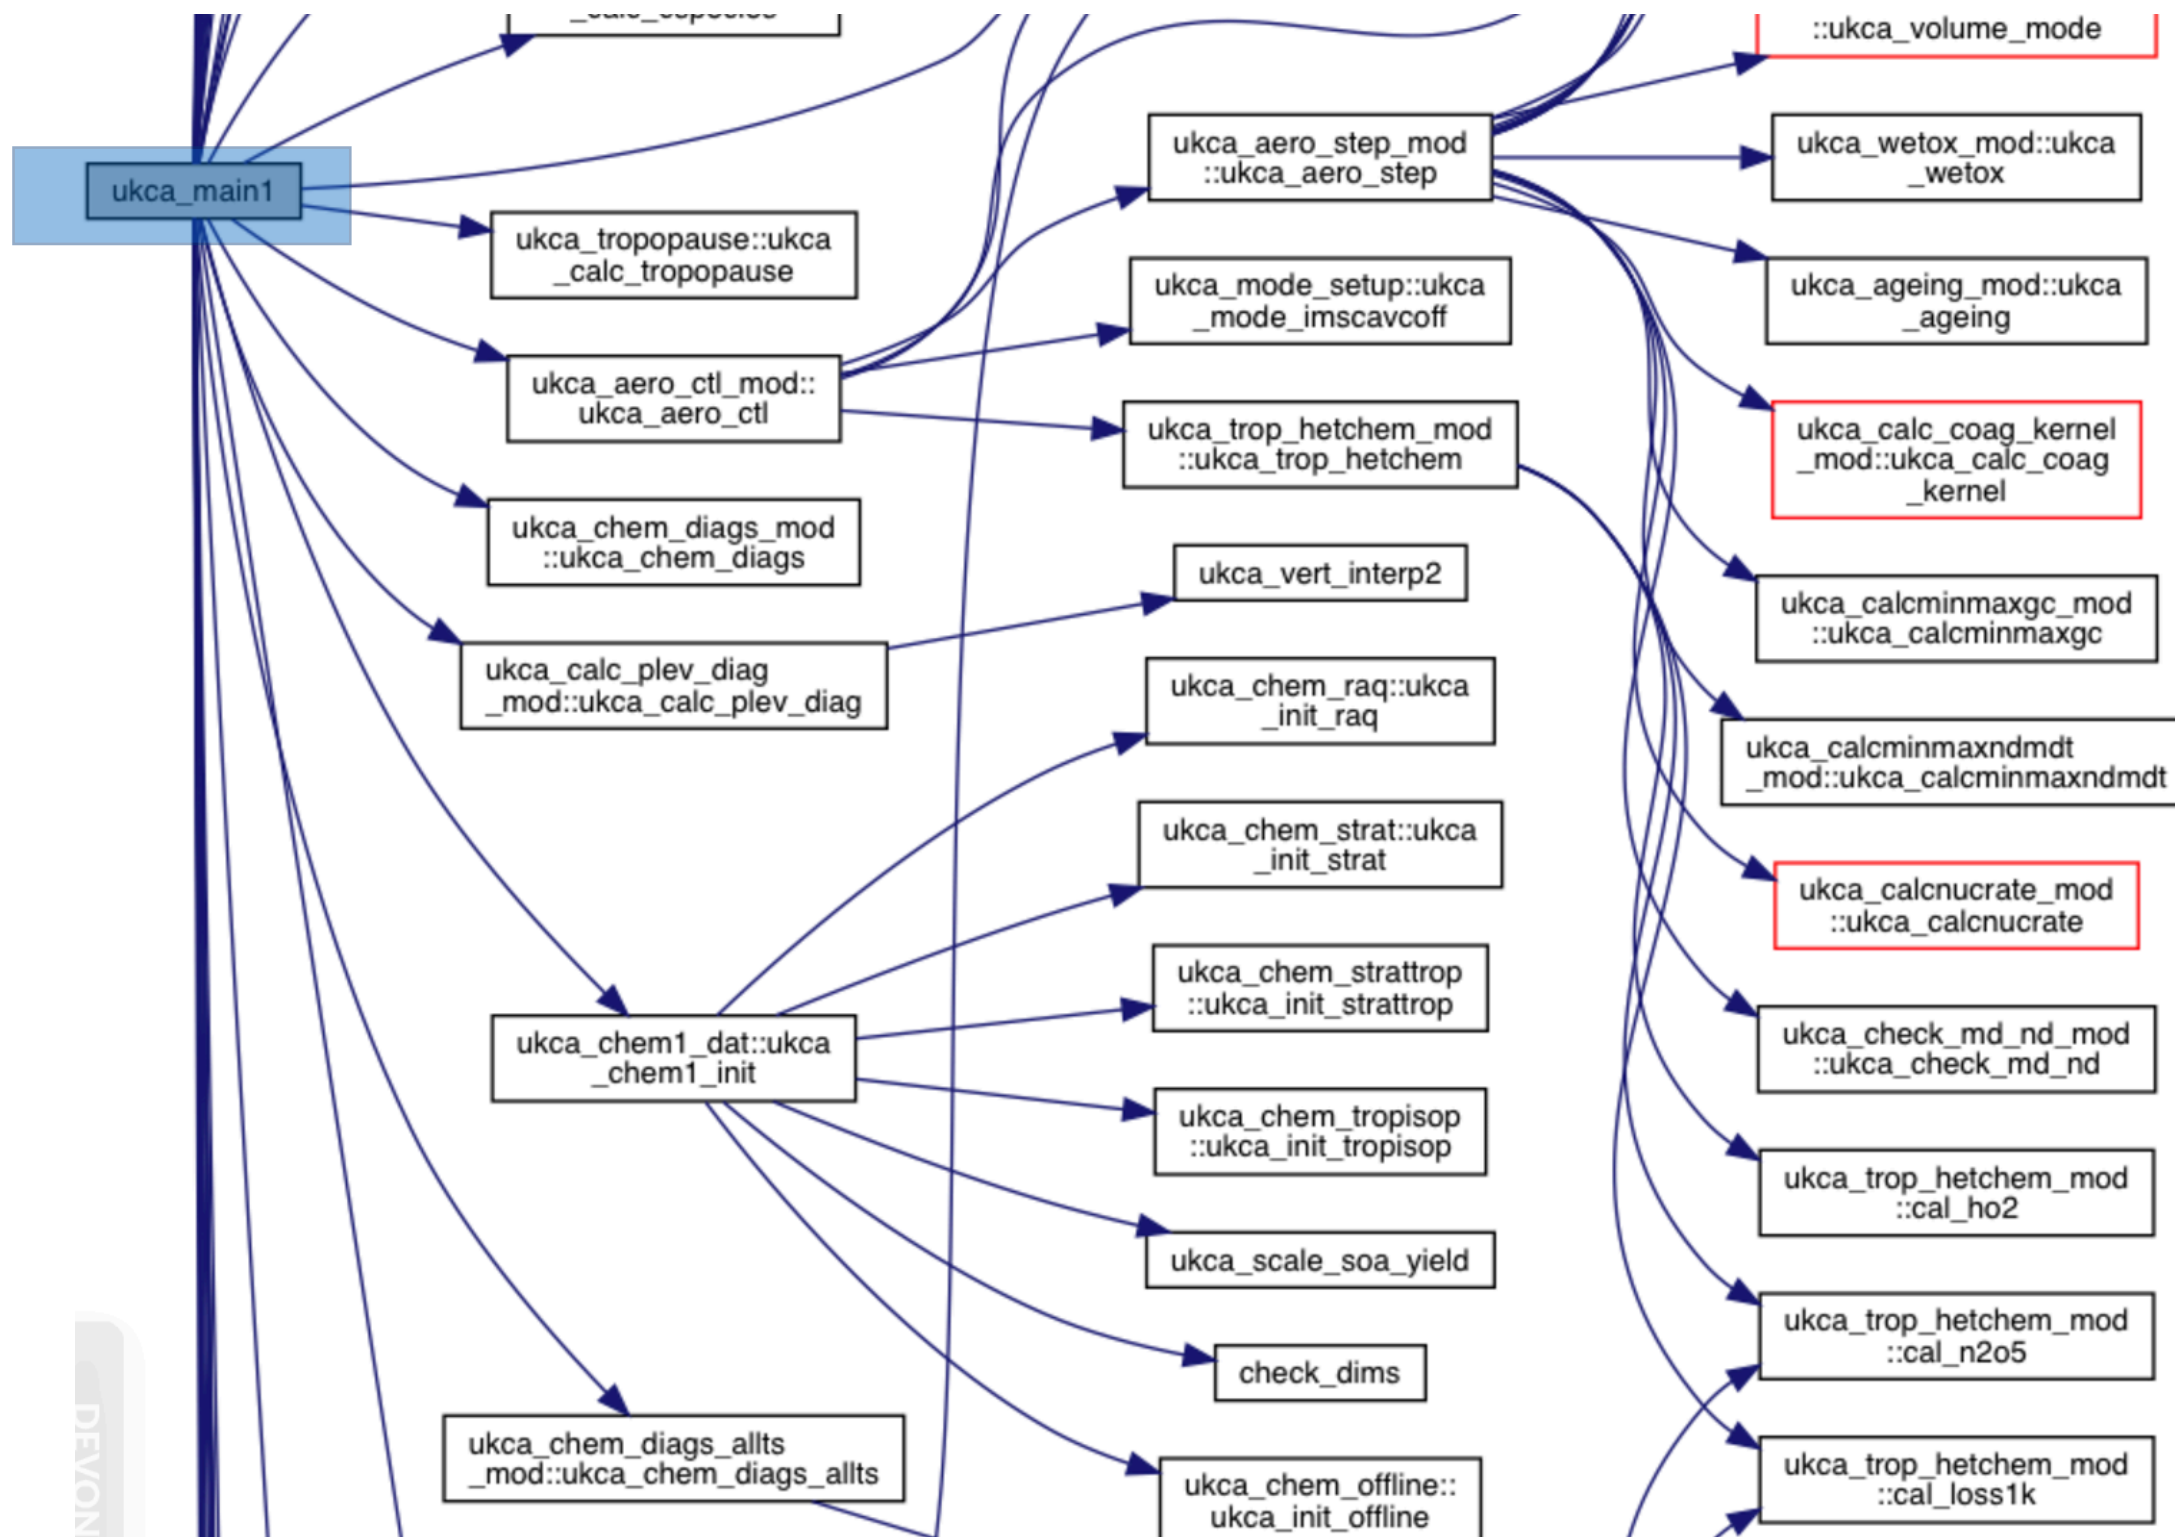 _calc_especies
ukca_main1
ukca_tropopause::ukca
_calc_tropopause
ukca_aero_ctl_mod::
ukca_aero_ctl
ukca_chem_diags_mod
::ukca_chem_diags
ukca_calc_plev_diag
_mod::ukca_calc_plev_diag
ukca_chem1_dat::ukca
_chem1_init
ukca_chem_diags_allts
_mod::ukca_chem_diags_allts
ukca_aero_step_mod
::ukca_aero_step
ukca_mode_setup::ukca
_mode_imscavcoff
ukca_trop_hetchem_mod
::ukca_trop_hetchem
ukca_vert_interp2
ukca_chem_raq::ukca
_init_raq
ukca_chem_strat::ukca
_init_strat
ukca_chem_strattrop
::ukca_init_strattrop
ukca_chem_tropisop
::ukca_init_tropisop
ukca_scale_soa_yield
check_dims
ukca_chem_offline::
ukca_init_offline
::ukca_volume_mode
ukca_wetox_mod::ukca
_wetox
ukca_ageing_mod::ukca
_ageing
ukca_calc_coag_kernel
_mod::ukca_calc_coag
_kernel
ukca_calcminmaxgc_mod
::ukca_calcminmaxgc
ukca_calcminmaxndmdt
_mod::ukca_calcminmaxndmdt
ukca_calcnucrate_mod
::ukca_calcnucrate
ukca_check_md_nd_mod
::ukca_check_md_nd
ukca_trop_hetchem_mod
::cal_ho2
ukca_trop_hetchem_mod
::cal_n2o5
ukca_trop_hetchem_mod
::cal_loss1k
DEVON